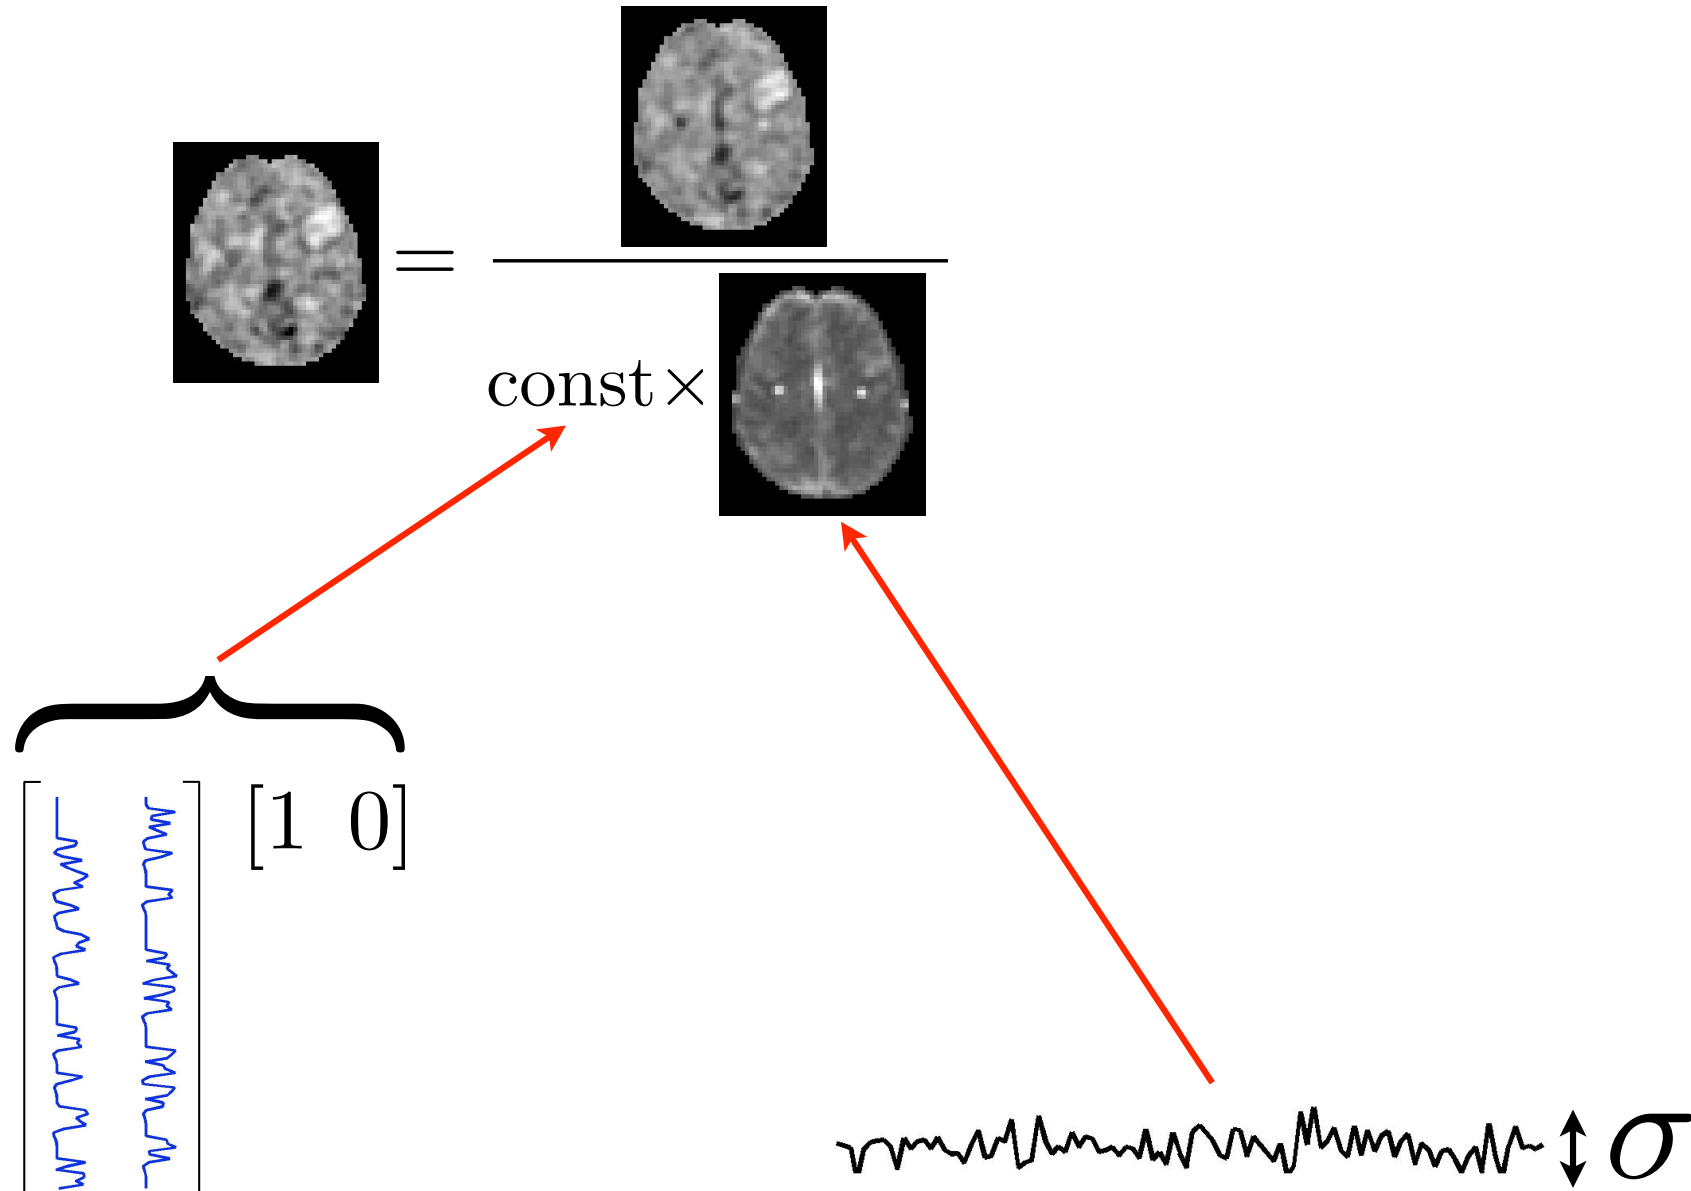 =
const×
[1 0]
σ